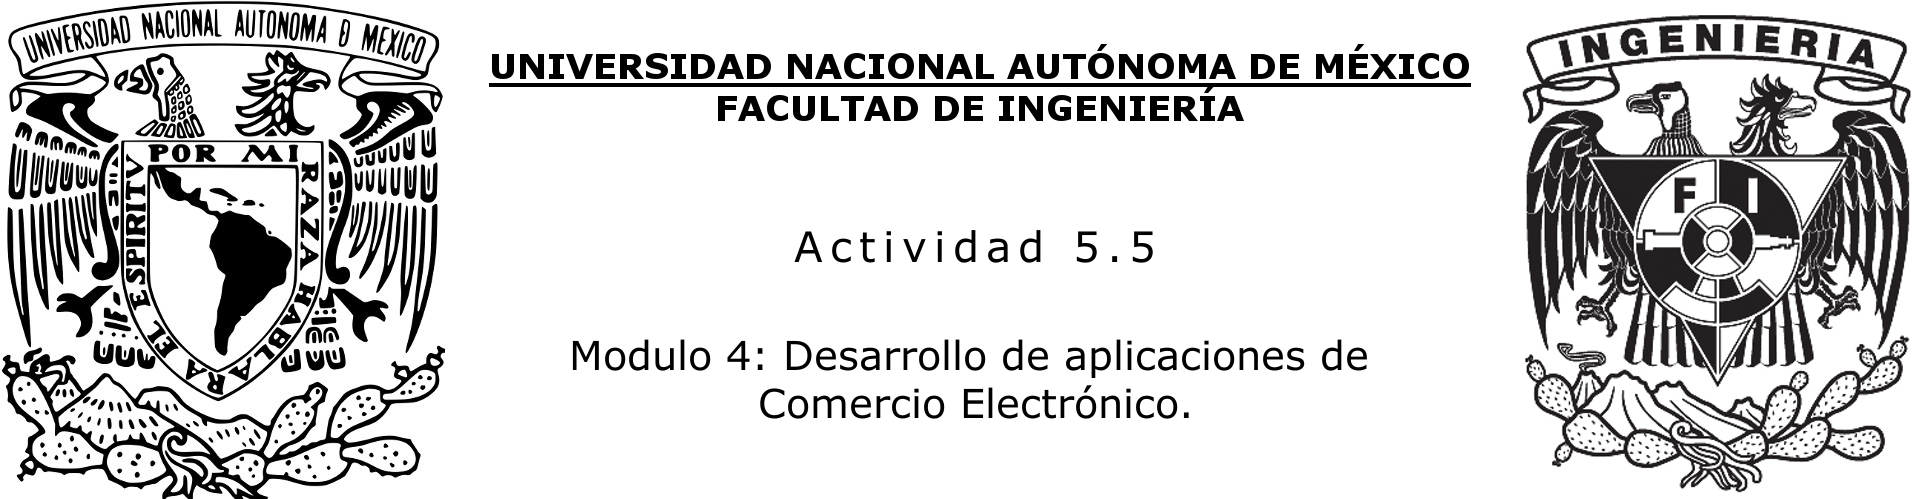 UNIVERSIDAD NACIONAL AUTONOMA D MEXICO
POR MI RAZA HABLARA EL ESPIRITU
UNIVERSIDAD NACIONAL AUTÓNOMA DE MÉXICO
FACULTAD DE INGENIERÍA
Actividad 5.5
Modulo 4: Desarrollo de aplicaciones de
Comercio Electrónico.
INGENIERIA
F I